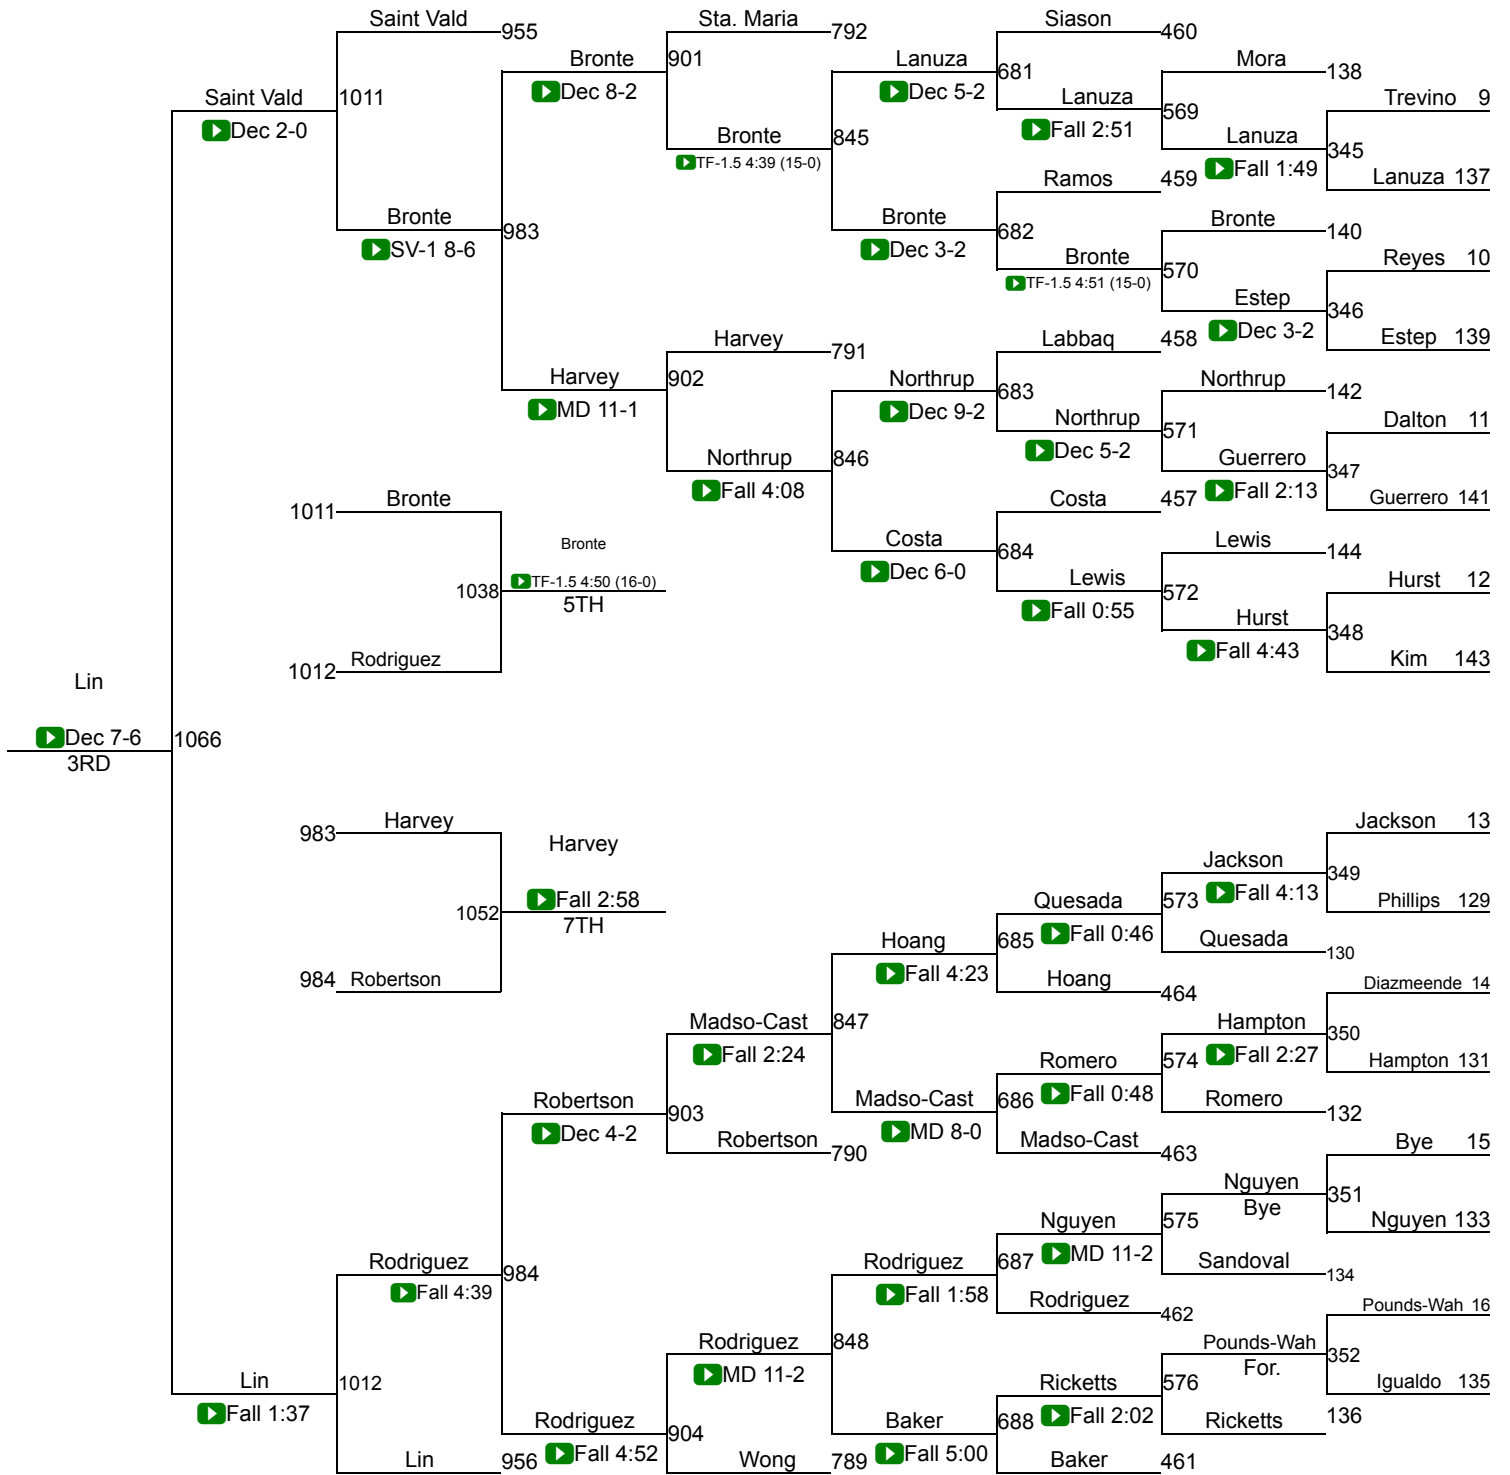 Saint Vald 955
Sta. Maria 792
Siason 460
Bronte 901
Lanuza 681
Mora 138
Dec 8-2
Dec 5-2
Saint Vald 1011
Lanuza 569
Trevino 9
Dec 2-0
Fall 2:51
Bronte 845
Lanuza 345
TF-1.5 4:39 (15-0)
Fall 1:49
Ramos 459
Lanuza 137
Bronte 983
Bronte 682
Bronte 140
SV-1 8-6
Dec 3-2
Bronte 570
Reyes 10
TF-1.5 4:51 (15-0)
Estep 346
Harvey 791
Labbaq 458
Dec 3-2
Estep 139
Harvey 902
Northrup 683
Northrup 142
MD 11-1
Dec 9-2
Northrup 571
Dalton 11
Northrup 846
Dec 5-2
Guerrero 347
Fall 4:08
Fall 2:13
1011 Bronte
Costa 457
Guerrero 141
Bronte
Costa 684
Lewis 144
1038
TF-1.5 4:50 (16-0)
Dec 6-0
Lewis 572
Hurst 12
5TH
Fall 0:55
Hurst 348
1012 Rodriguez
Fall 4:43
Kim 143
Lin
Dec 7-6
1066
3RD
983 Harvey
Harvey
Jackson 13
Jackson 349
1052
Fall 2:58
Quesada 573
Fall 4:13
Phillips 129
7TH
Hoang 685
Fall 0:46
Quesada 130
984 Robertson
Fall 4:23
Hoang 464
Diazmeende 14
Madso-Cast 847
Hampton 350
Fall 2:24
Romero 574
Fall 2:27
Hampton 131
Robertson 903
Madso-Cast 686
Fall 0:48
Romero 132
Dec 4-2
Robertson 790
MD 8-0
Madso-Cast 463
Bye 15
Nguyen 351
Bye
Nguyen 575
Nguyen 133
Rodriguez 984
Rodriguez 687
MD 11-2
Sandoval 134
Fall 4:39
Fall 1:58
Rodriguez 462
Pounds-Wah 16
Rodriguez 848
Pounds-Wah 352
Lin 1012
MD 11-2
Ricketts 576
For.
Igualdo 135
Fall 1:37
Rodriguez 904
Baker 688
Fall 2:02
Ricketts 136
Lin 956
Fall 4:52
Wong 789
Fall 5:00
Baker 461